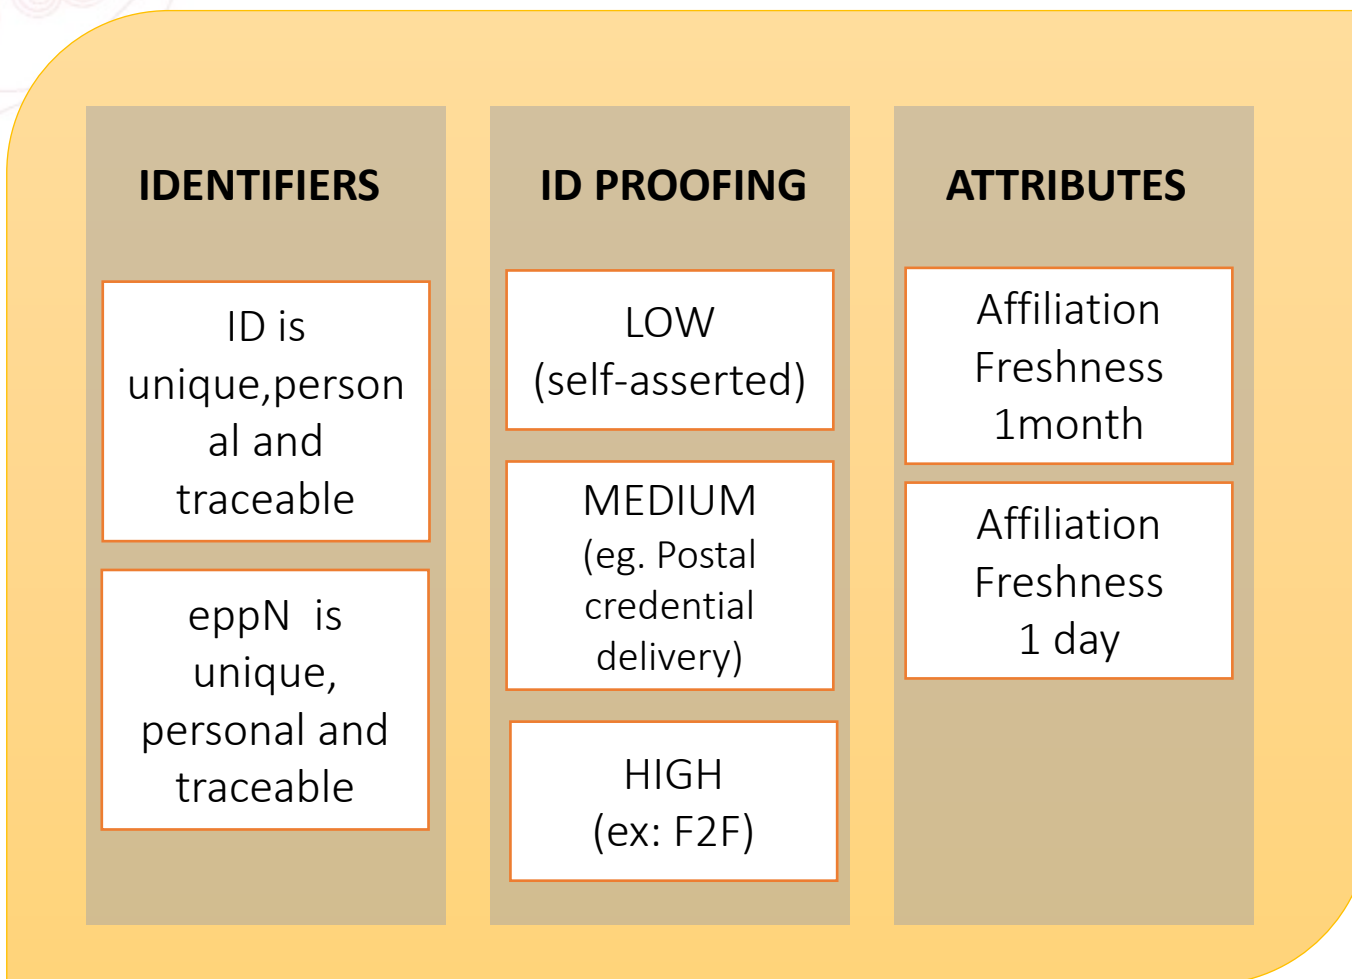 IDENTIFIERS
ID is
unique,person
al and
traceable
eppN  is
unique,
personal and
traceable
ID PROOFING
LOW
(self-asserted)
MEDIUM
(eg. Postal
credential
delivery)
HIGH
(ex: F2F)
ATTRIBUTES
Affiliation
Freshness
1month
Affiliation
Freshness
1 day